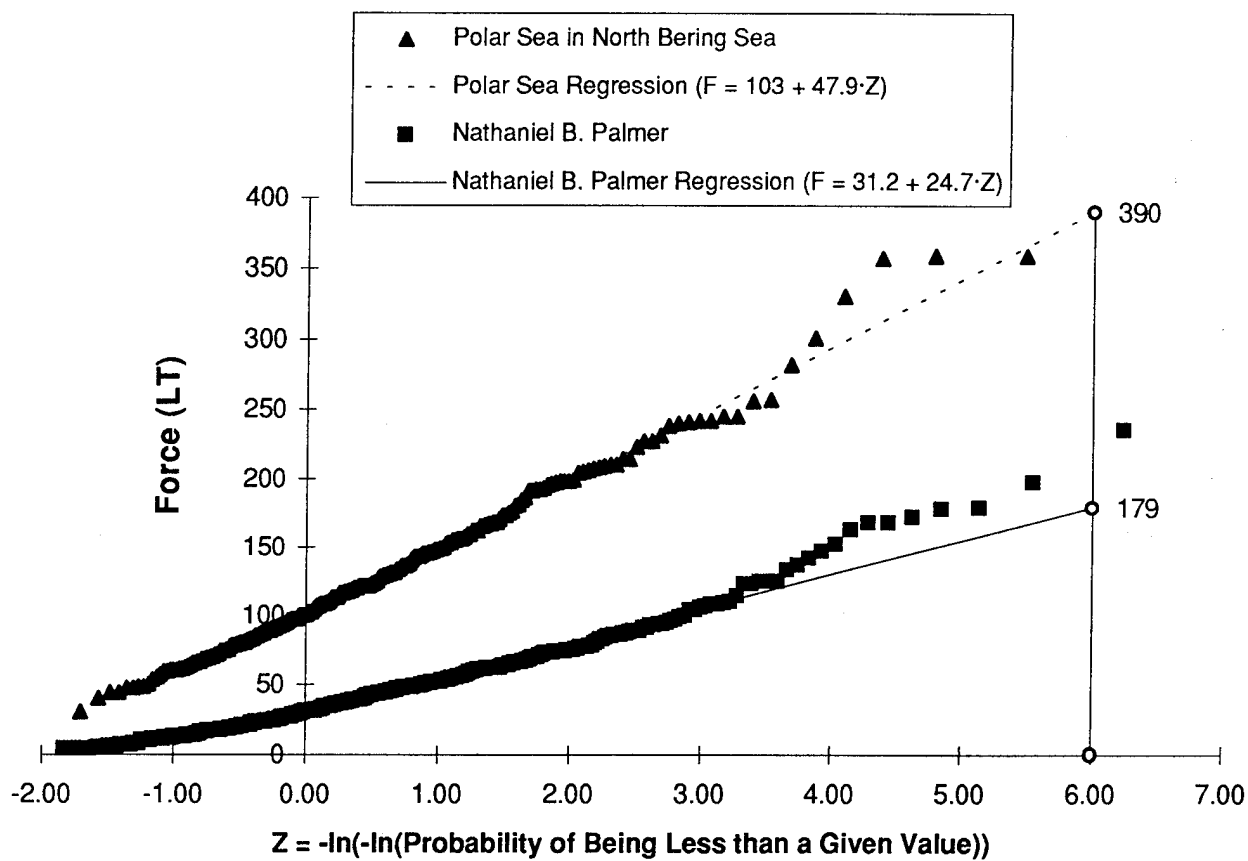 Polar Sea in North Bering Sea
Polar Sea Regression (F = 103 + 47.9·Z)
Nathaniel B. Palmer
Nathaniel B. Palmer Regression (F = 31.2 + 24.7·Z)
400
390
350
300
250
200
179
150
100
50
0
Force (LT)
-2.00 -1.00 0.00 1.00 2.00 3.00 4.00 5.00 6.00 7.00
Z = -ln(-ln(Probability of Being Less than a Given Value))